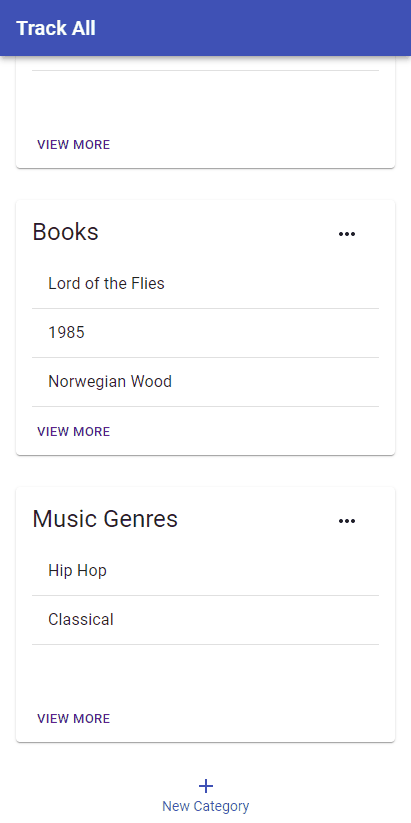 Track All
VIEW MORE
Books
Lord of the Flies
1985
Norwegian Wood
VIEW MORE
Music Genres
Hip Hop
Classical
VIEW MORE
New Category